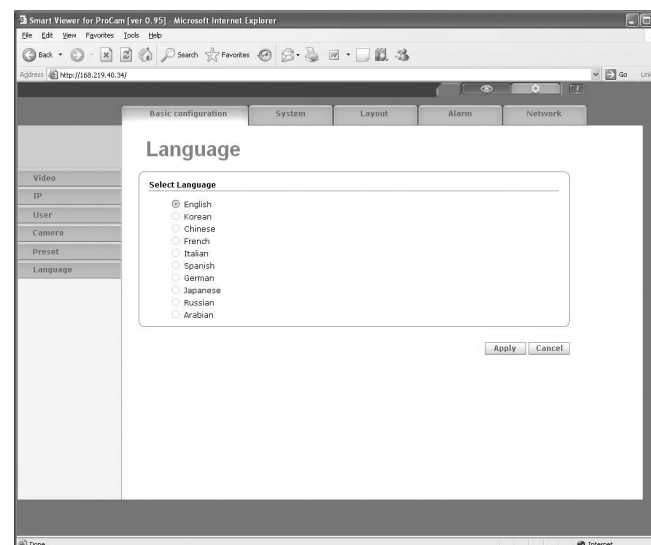 Smart Viewer for ProCam [ver 0.95] - Microsoft Internet Explorer
File Edit View Favorites Tools Help
Back Search Favorites
Address http://168.219.40.34/ Go
Basic configuration System Layout Alarm Network
Language
Video
IP
User
Camera
Preset
Language
Select Language
English
Korean
Chinese
French
Italian
Spanish
German
Japanese
Russian
Arabian
Apply Cancel
Done Internet